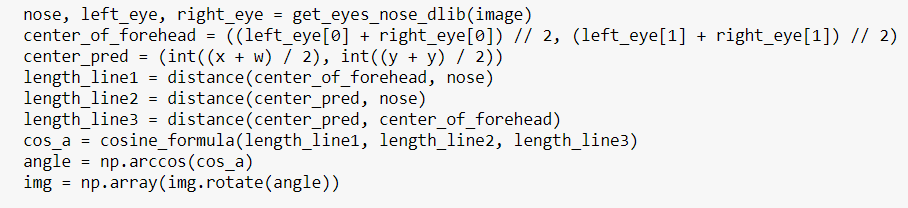 nose, left_eye, right_eye = get_eyes_nose_dlib(image)
center_of_forehead = ((left_eye[0] + right_eye[0]) // 2, (left_eye[1] + right_eye[1]) // 2)
center_pred = (int((x + w) / 2), int((y + y) / 2))
length_line1 = distance(center_of_forehead, nose)
length_line2 = distance(center_pred, nose)
length_line3 = distance(center_pred, center_of_forehead)
cos_a = cosine_formula(length_line1, length_line2, length_line3)
angle = np.arccos(cos_a)
img = np.array(img.rotate(angle))